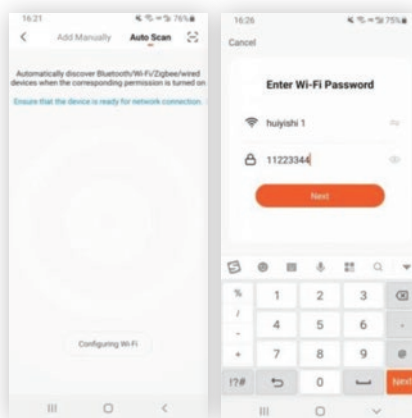 16:21
76%
Add Manually Auto Scan
Automatically discover Bluetooth/Wi-Fi/Zigbee/wired
devices when the corresponding permission is turned on
Ensure that the device is ready for network connection.
Configuring Wi-Fi
16:26
75%
Cancel
Enter Wi-Fi Password
huiyishi 1
11223344
Next
% 1 2 3
/
- 4 5 6
+ 7 8 9 @
!?# 0 Next